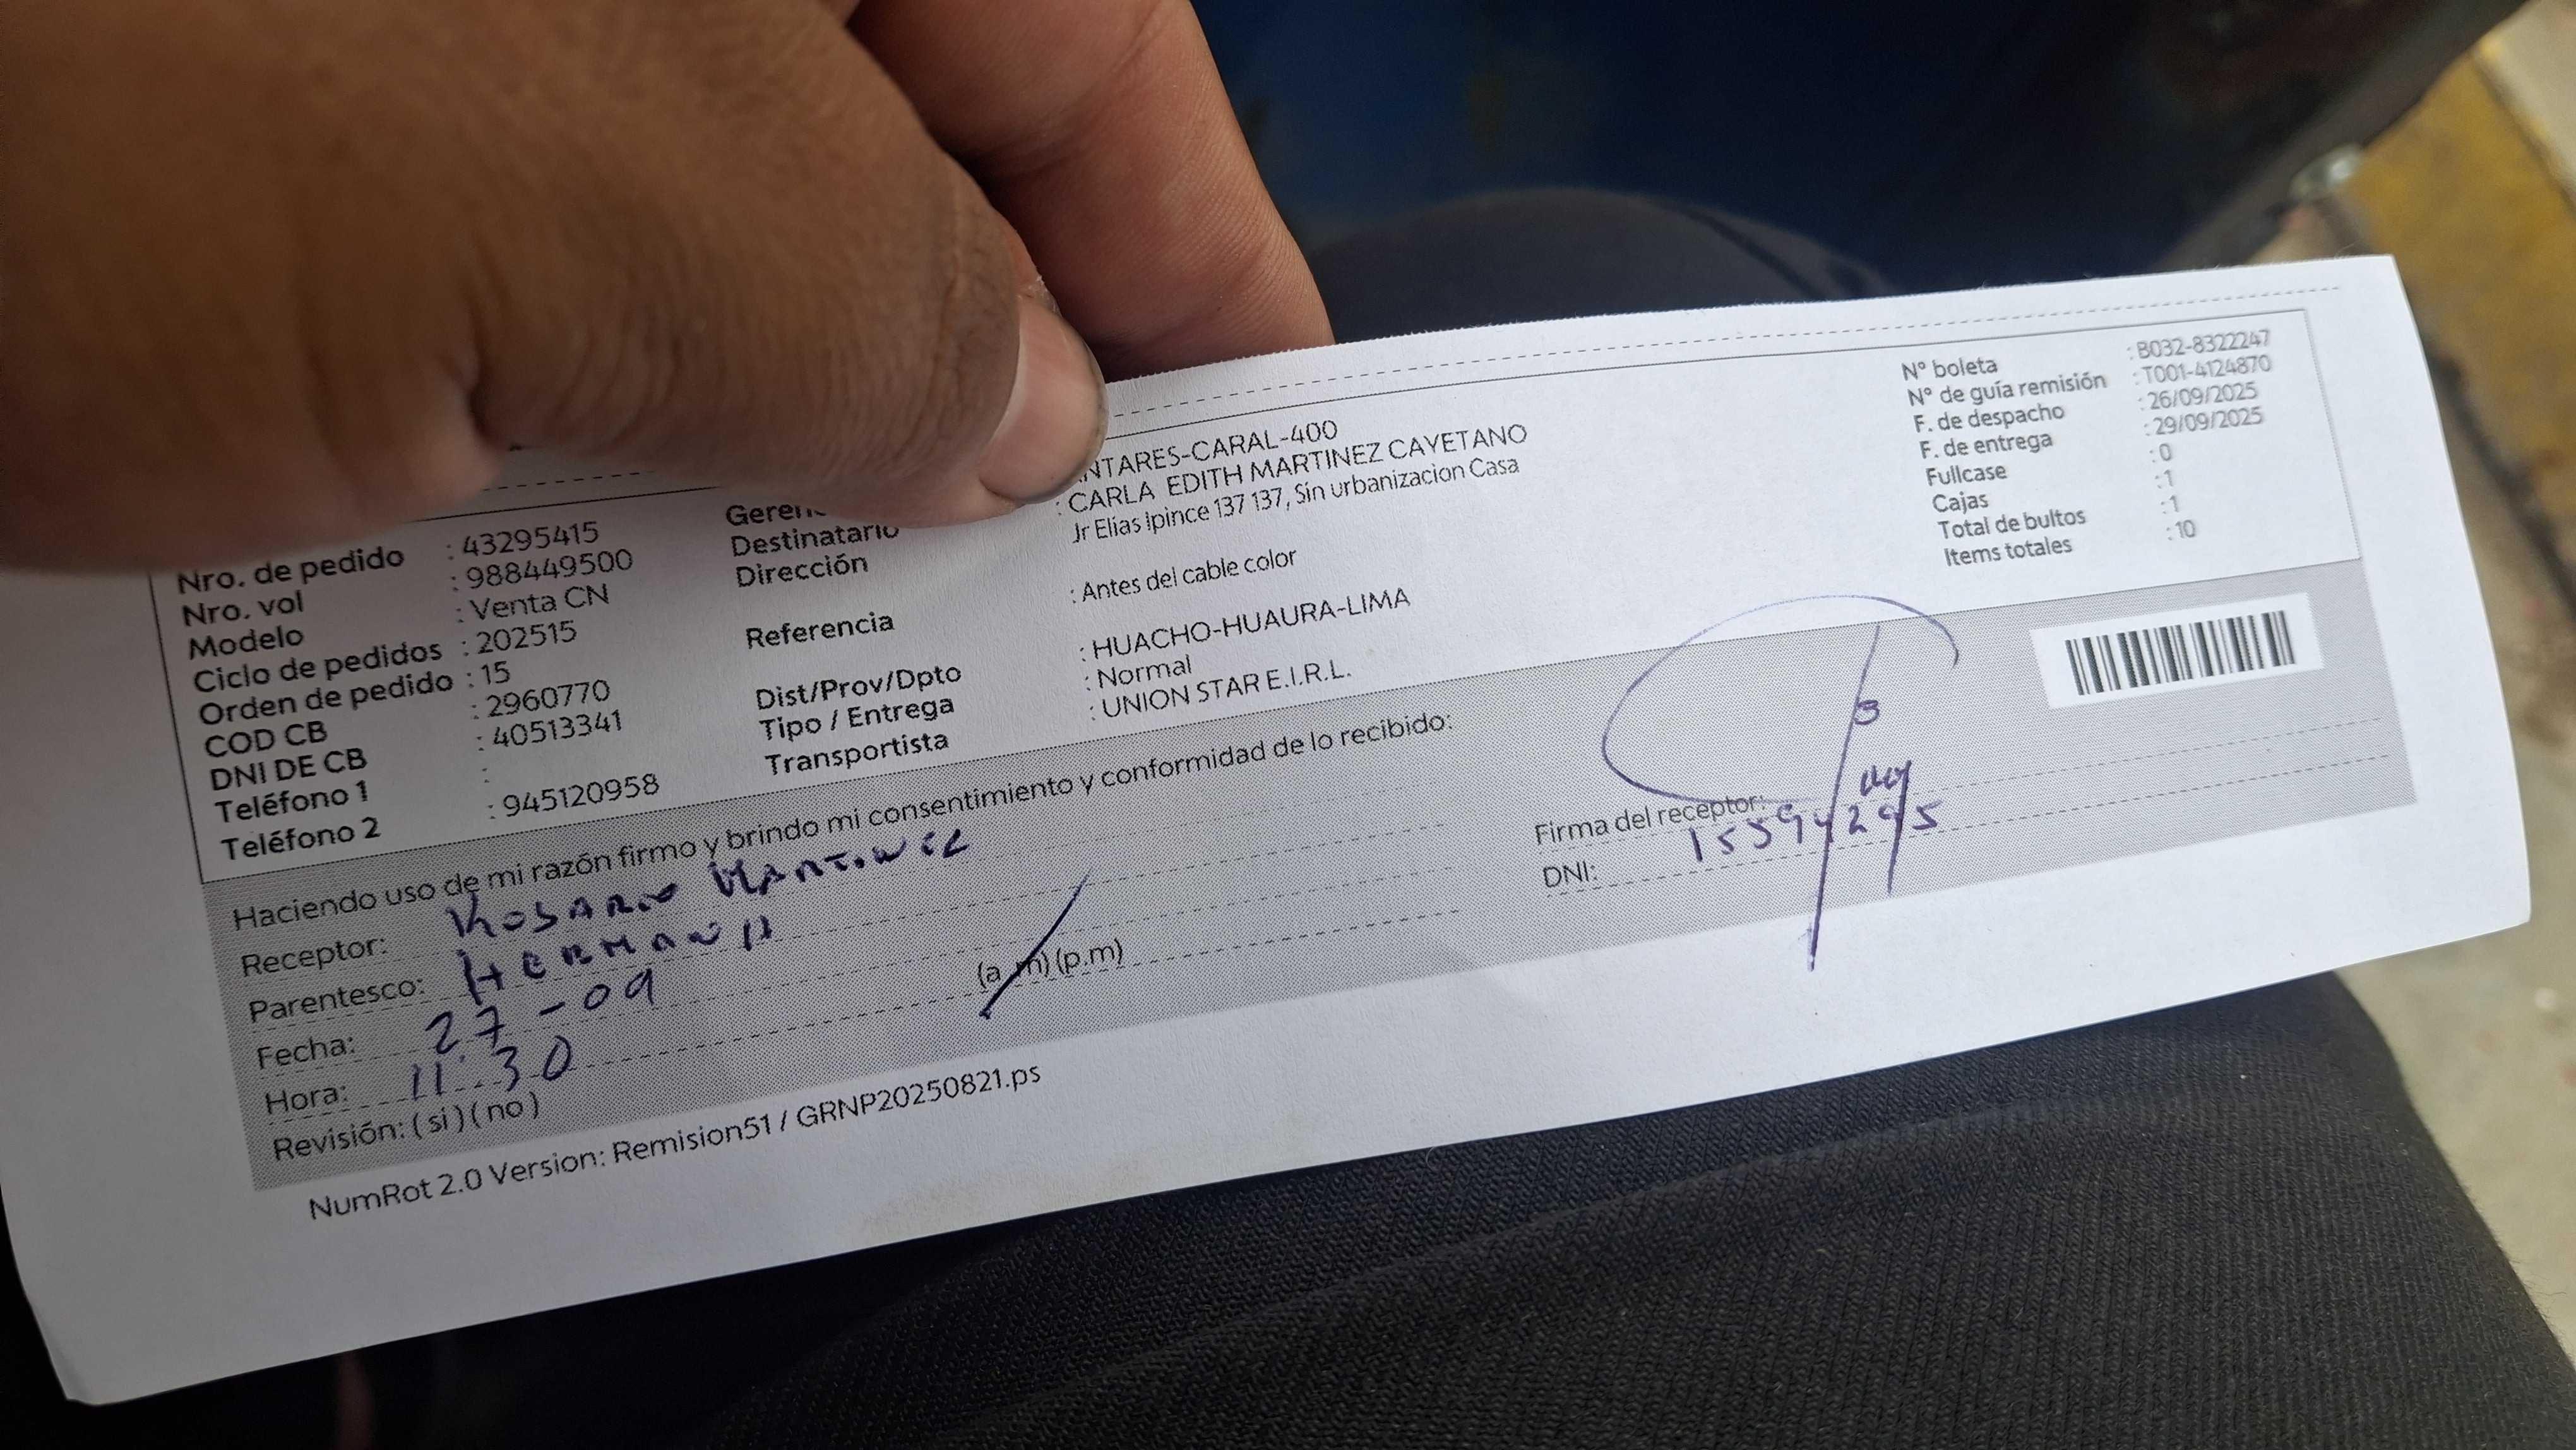 Nro. de pedido : 43295415
Nro. vol : 988449500
Modelo : Venta CN
Ciclo de pedidos : 202515
Orden de pedido : 15
COD CB : 2960770
DNI DE CB : 40513341
Teléfono 1 :
Teléfono 2 : 945120958
NTARES-CARAL-400
Destinatario : CARLA EDITH MARTINEZ CAYETANO
Dirección Jr Elias Ipince 137 137, Sin urbanizacion Casa
Referencia : Antes del cable color
Dist/Prov/Dpto : HUACHO-HUAURA-LIMA
Tipo / Entrega : Normal
Transportista : UNION STAR E.I.R.L.
N° boleta : B032-8322247
N° de guía remisión : T001-4124870
F. de despacho : 26/09/2025
F. de entrega : 29/09/2025
Fullcase : 0
Cajas : 1
Total de bultos : 1
Items totales : 10
Haciendo uso de mi razón firmo y brindo mi consentimiento y conformidad de lo recibido:
Receptor: ROSARIO MARTINEZ
Parentesco: HERMANA
Fecha: 27-09
Hora: 11:30 (a.m) (p.m)
Revisión: ( si ) ( no )
Firma del receptor:
DNI: 15594295
NumRot 2.0 Version: Remision51 / GRNP20250821.ps